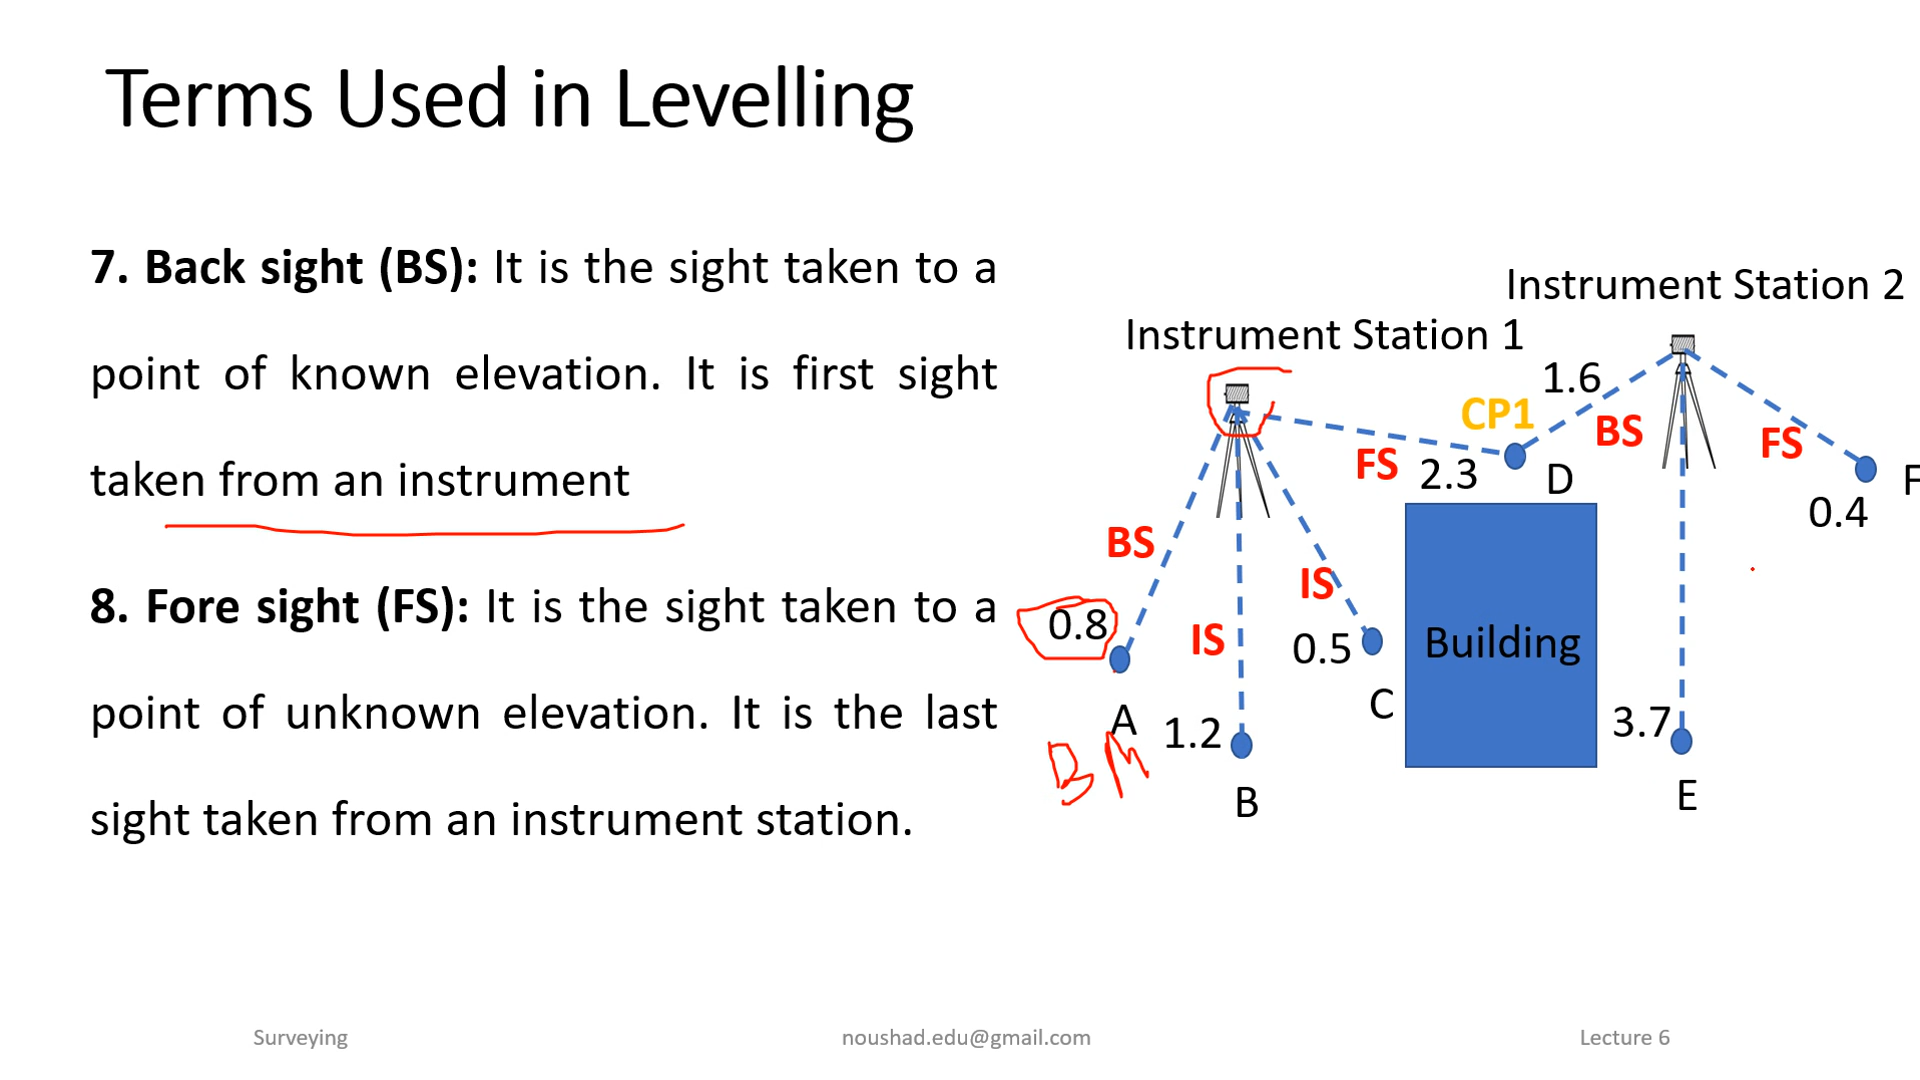 Terms Used in Levelling
7. Back sight (BS): It is the sight taken to a
point of known elevation. It is first sight
taken from an instrument
8. Fore sight (FS): It is the sight taken to a
point of unknown elevation. It is the last
sight taken from an instrument station.
Instrument Station 2
Instrument Station 1
1.6
CP1
BS
FS
FS
2.3
D
F
0.4
BS
IS
0.8
IS
0.5
Building
C
A
1.2
3.7
BM
B
E
Surveying
noushad.edu@gmail.com
Lecture 6